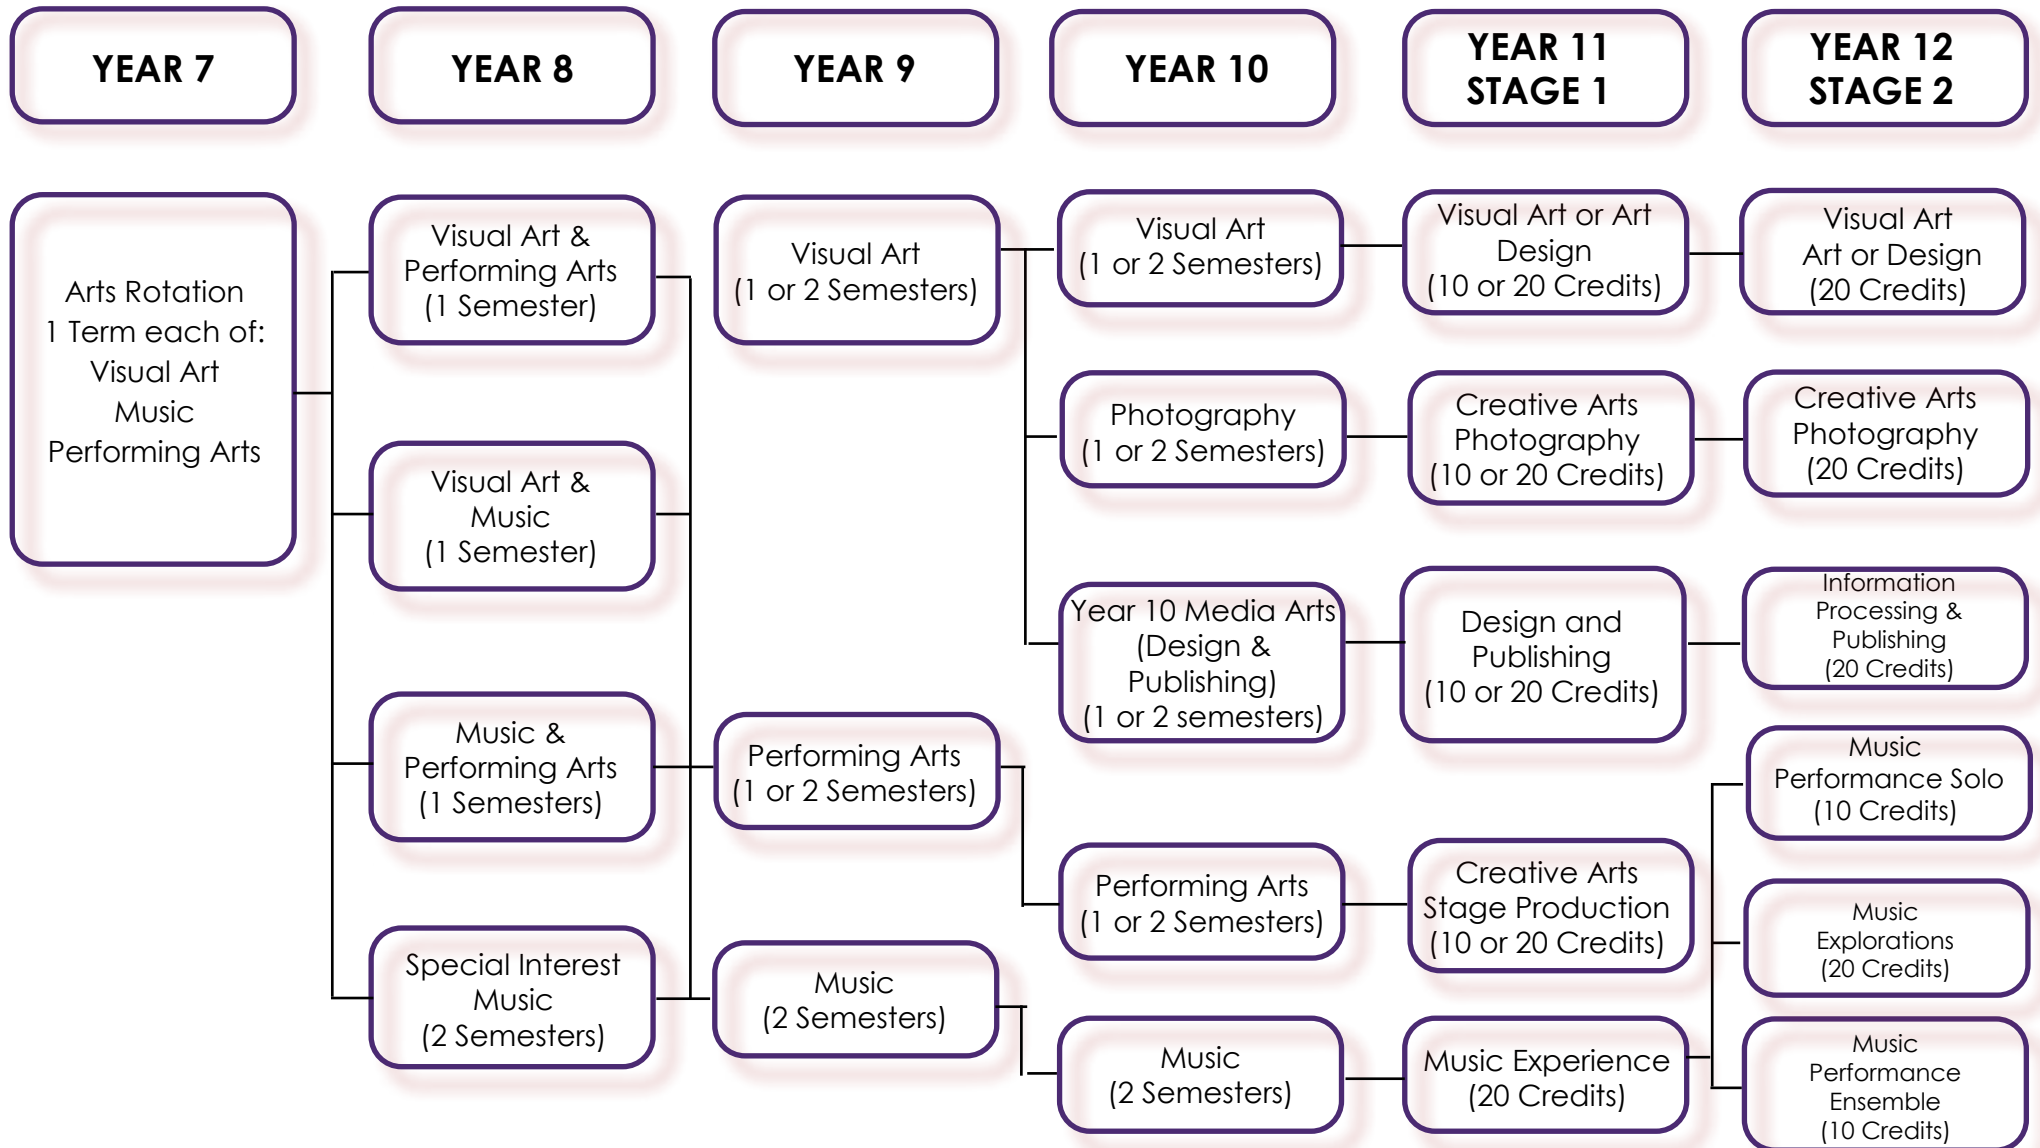 YEAR 7
YEAR 8
YEAR 9
YEAR 10
YEAR 11
STAGE 1
YEAR 12
STAGE 2
Arts Rotation
1 Term each of:
Visual Art
Music
Performing Arts
Visual Art &
Performing Arts
(1 Semester)
Visual Art &
Music
(1 Semester)
Music &
Performing Arts
(1 Semesters)
Special Interest
Music
(2 Semesters)
Visual Art
(1 or 2 Semesters)
Performing Arts
(1 or 2 Semesters)
Music
(2 Semesters)
Visual Art
(1 or 2 Semesters)
Photography
(1 or 2 Semesters)
Year 10 Media Arts
(Design &
Publishing)
(1 or 2 semesters)
Performing Arts
(1 or 2 Semesters)
Music
(2 Semesters)
Visual Art or Art
Design
(10 or 20 Credits)
Creative Arts
Photography
(10 or 20 Credits)
Design and
Publishing
(10 or 20 Credits)
Creative Arts
Stage Production
(10 or 20 Credits)
Music Experience
(20 Credits)
Visual Art
Art or Design
(20 Credits)
Creative Arts
Photography
(20 Credits)
Information
Processing &
Publishing
(20 Credits)
Music
Performance Solo
(10 Credits)
Music
Explorations
(20 Credits)
Music
Performance
Ensemble
(10 Credits)